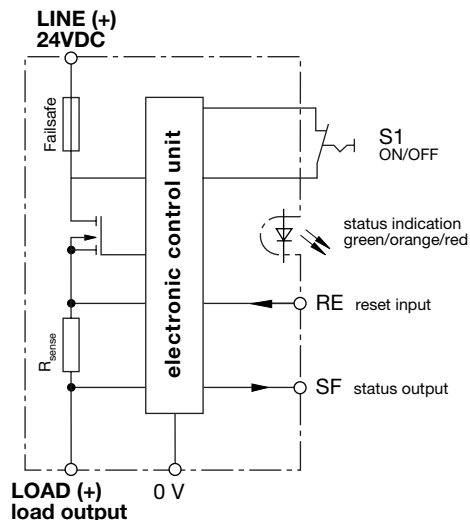 LINE (+)
24VDC
Failsafe
electronic control unit
S1
ON/OFF
status indication
green/orange/red
RE reset input
Rsense
SF status output
LOAD (+)
load output
0 V